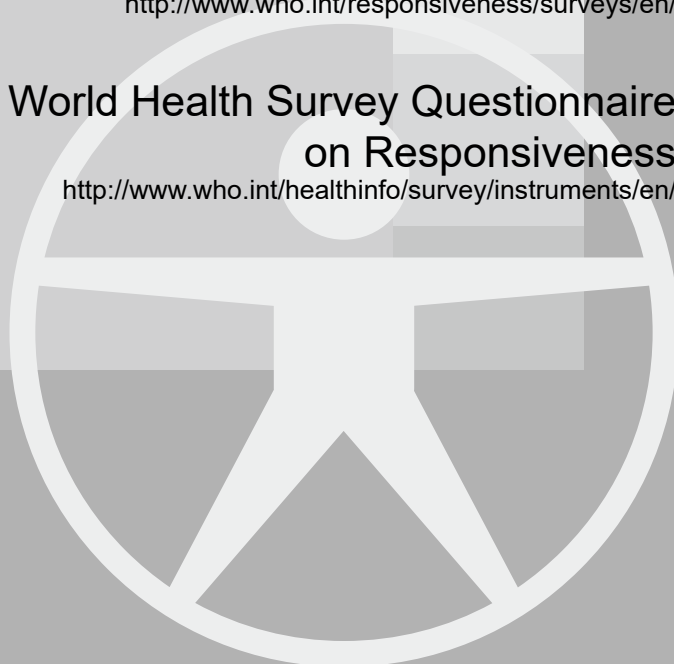 http://www.who.int/responsiveness/surveys/en/
World Health Survey Questionnaire
on Responsiveness
http://www.who.int/healthinfo/survey/instruments/en/